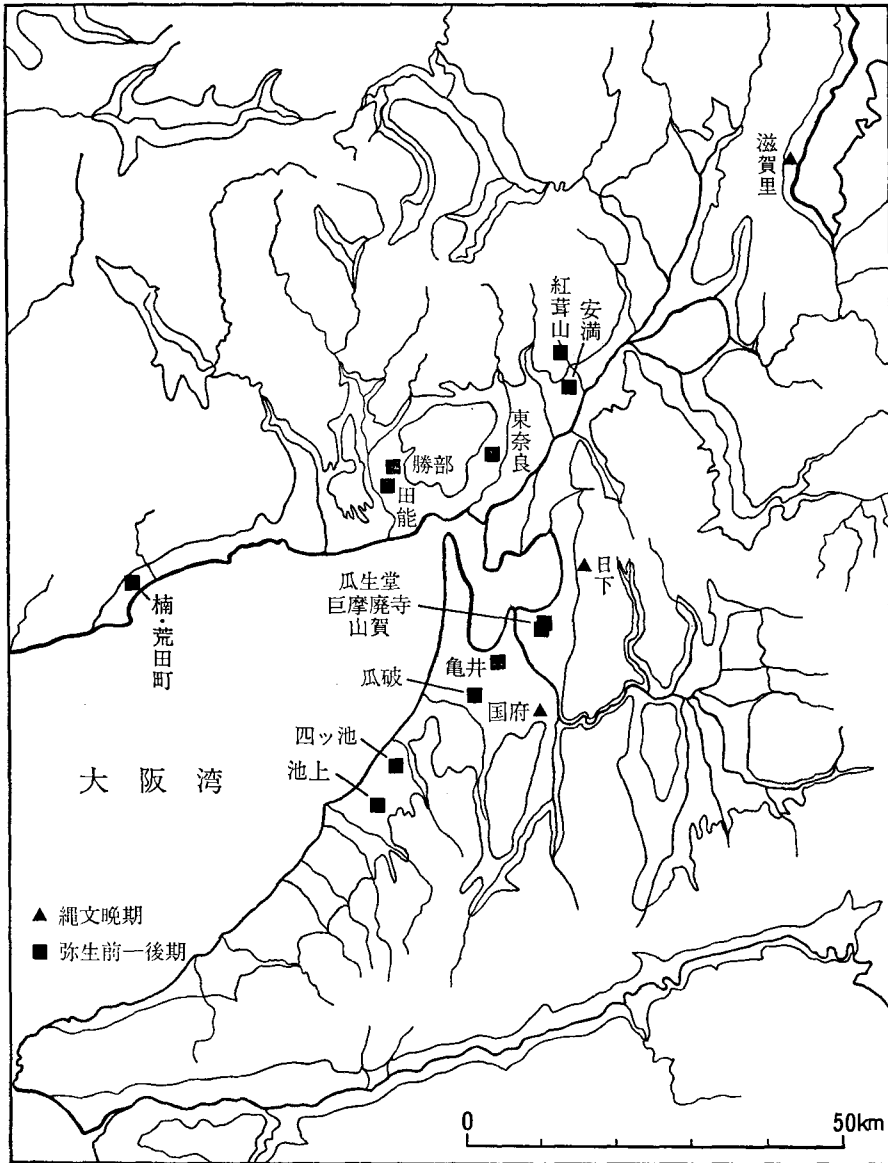 滋賀里
紅茸山
安満
東奈良
勝部
田能
日下
楠・荒田町
瓜生堂
巨摩廃寺
山賀
亀井
瓜破
国府
四ッ池
池上
大阪湾
▲ 縄文晩期
■ 弥生前―後期
0 50km